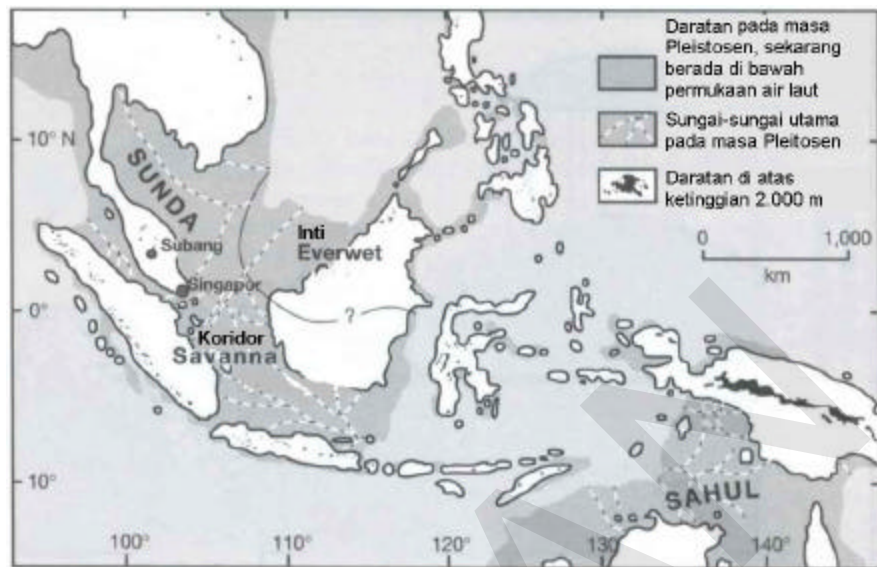 Daratan pada masa
Pleistosen, sekarang
berada di bawah
permukaan air laut
Sungai-sungai utama
pada masa Pleitosen
Daratan di atas
ketinggian 2.000 m
0 1,000
km
10° N
0°
10°
SUNDA
Subang
Singapur
Inti
Everwet
?
Koridor
Savanna
SAHUL
100° 110° 120° 130° 140°